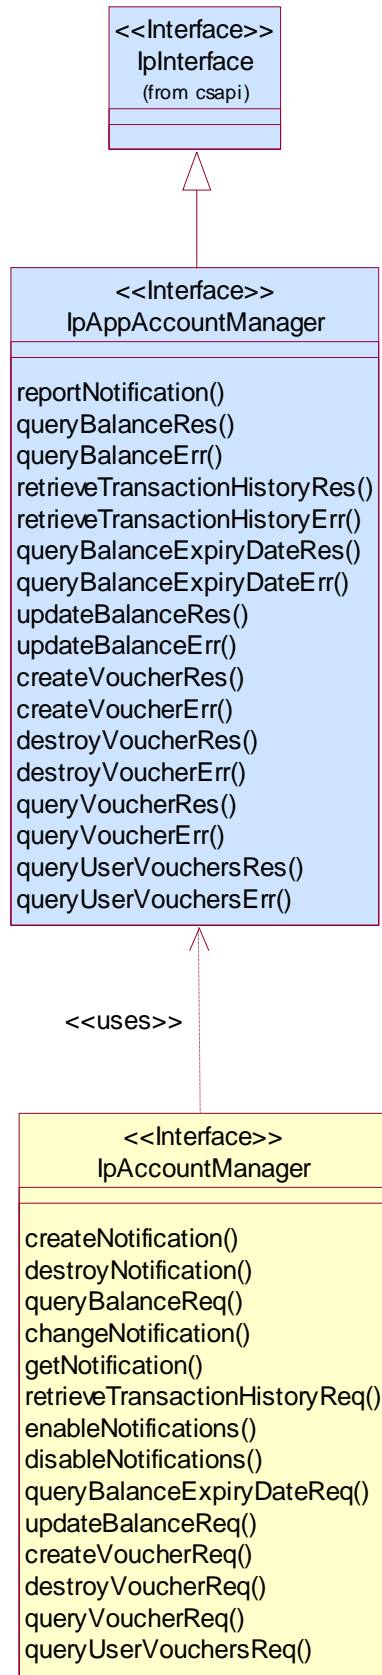 <<Interface>>
IpInterface
(from csapi)
<<Interface>>
IpAppAccountManager
reportNotification()
queryBalanceRes()
queryBalanceErr()
retrieveTransactionHistoryRes()
retrieveTransactionHistoryErr()
queryBalanceExpiryDateRes()
queryBalanceExpiryDateErr()
updateBalanceRes()
updateBalanceErr()
createVoucherRes()
createVoucherErr()
destroyVoucherRes()
destroyVoucherErr()
queryVoucherRes()
queryVoucherErr()
queryUserVouchersRes()
queryUserVouchersErr()
<<uses>>
<<Interface>>
IpAccountManager
createNotification()
destroyNotification()
queryBalanceReq()
changeNotification()
getNotification()
retrieveTransactionHistoryReq()
enableNotifications()
disableNotifications()
queryBalanceExpiryDateReq()
updateBalanceReq()
createVoucherReq()
destroyVoucherReq()
queryVoucherReq()
queryUserVouchersReq()